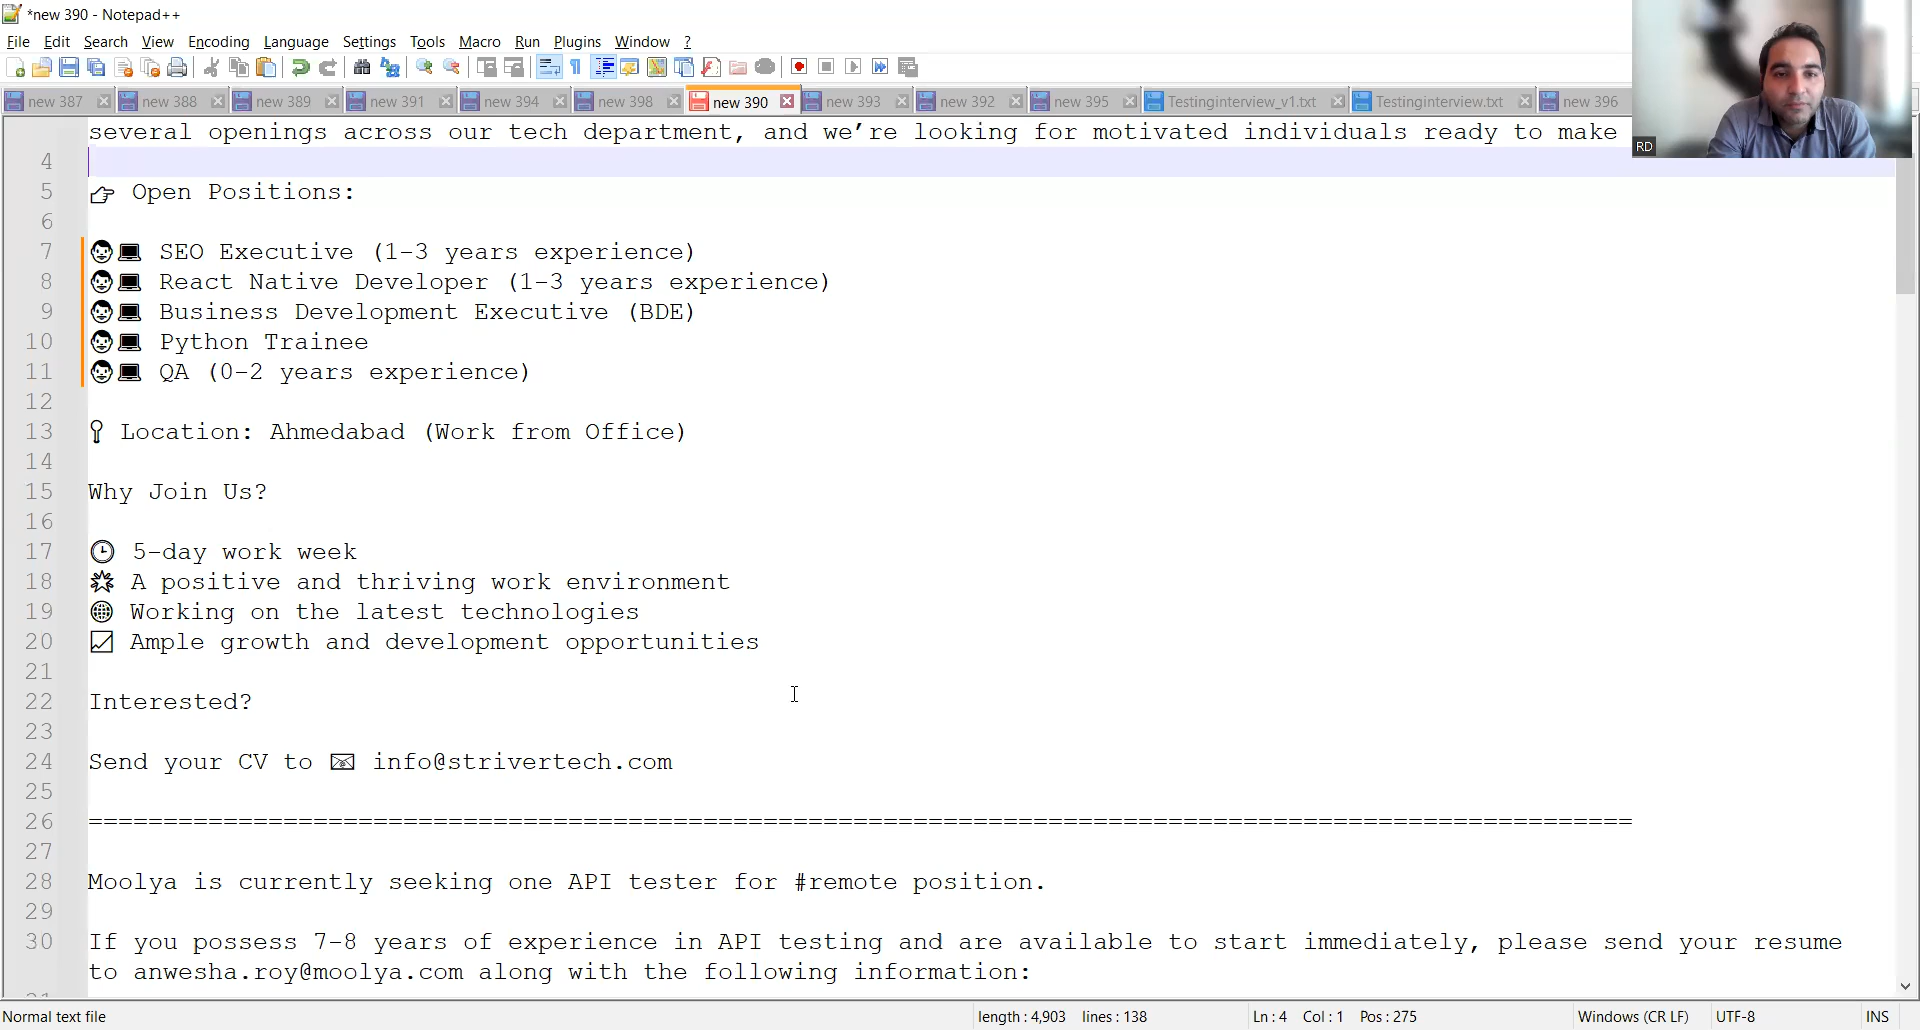 *new 390 - Notepad++
File Edit Search View Encoding Language Settings Tools Macro Run Plugins Window ?
new 387 new 388 new 389 new 391 new 394 new 398 new 390 new 393 new 392 new 395 Testinginterview_v1.txt Testinginterview.txt new 396
RD
several openings across our tech department, and we’re looking for motivated individuals ready to make
4
5 👉 Open Positions:
6
7 👨💻 SEO Executive (1-3 years experience)
8 👨💻 React Native Developer (1-3 years experience)
9 👨💻 Business Development Executive (BDE)
10 👨💻 Python Trainee
11 👨💻 QA (0-2 years experience)
12
13 📍 Location: Ahmedabad (Work from Office)
14
15 Why Join Us?
16
17 🕒 5-day work week
18 🌟 A positive and thriving work environment
19 🌐 Working on the latest technologies
20 📈 Ample growth and development opportunities
21
22 Interested?
23
24 Send your CV to 📧 info@strivertech.com
25
26 =======================================================================================================
27
28 Moolya is currently seeking one API tester for #remote position.
29
30 If you possess 7-8 years of experience in API testing and are available to start immediately, please send your resume
to anwesha.roy@moolya.com along with the following information:
Normal text file length : 4,903 lines : 138 Ln : 4 Col : 1 Pos : 275 Windows (CR LF) UTF-8 INS